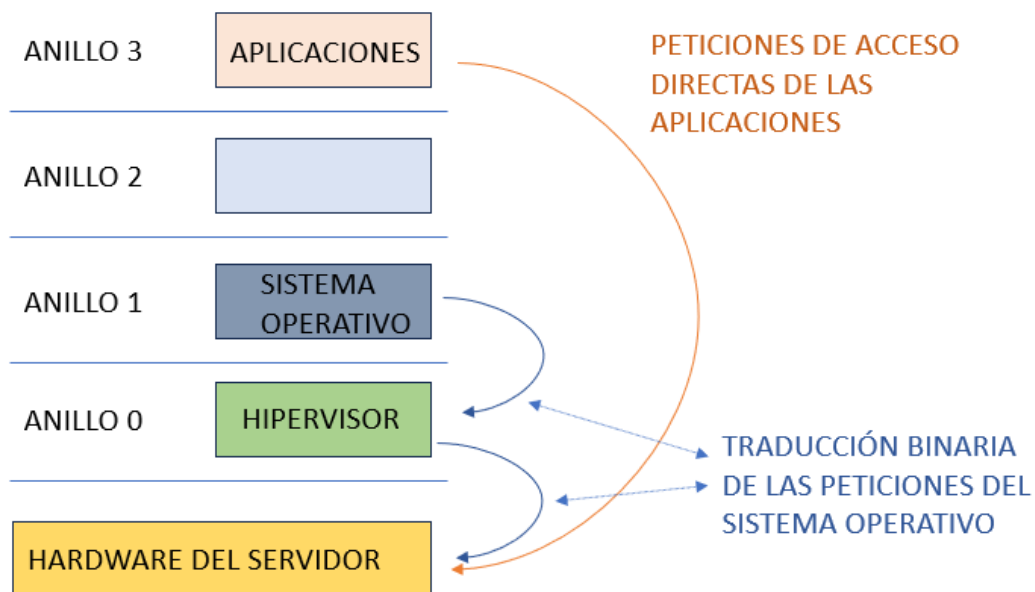 ANILLO 3
APLICACIONES
PETICIONES DE ACCESO
DIRECTAS DE LAS
APLICACIONES
ANILLO 2
ANILLO 1
SISTEMA
OPERATIVO
ANILLO 0
HIPERVISOR
TRADUCCIÓN BINARIA
DE LAS PETICIONES DEL
SISTEMA OPERATIVO
HARDWARE DEL SERVIDOR